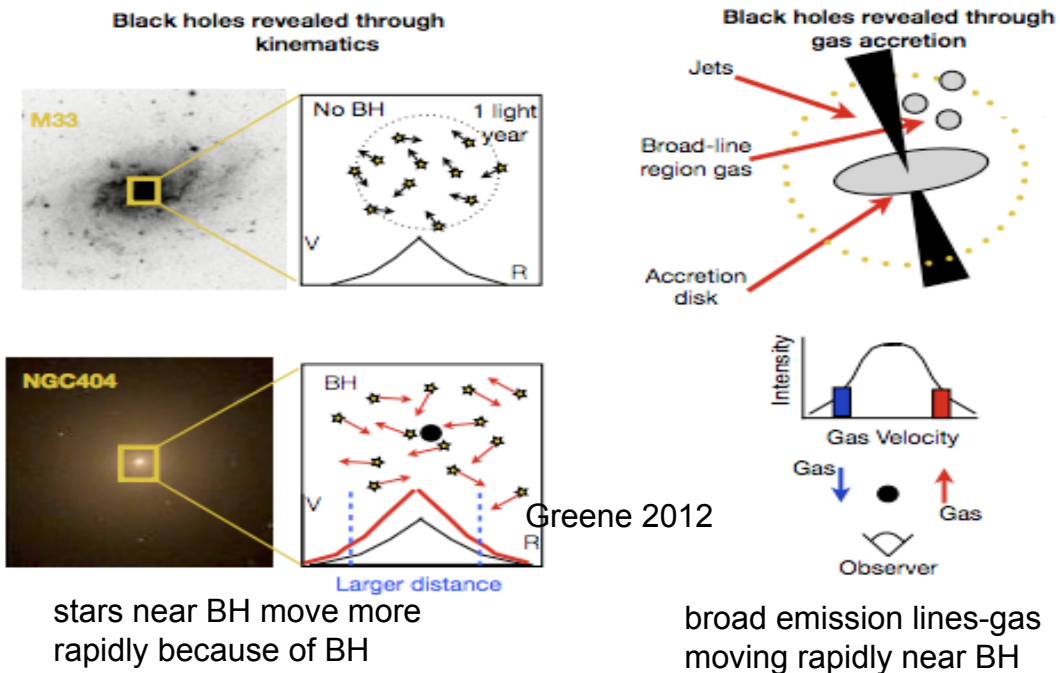 Black holes revealed through
kinematics
M33
No BH
1 light
year
V
R
NGC404
BH
V
R
Larger distance
Greene 2012
stars near BH move more
rapidly because of BH
Black holes revealed through
gas accretion
Jets
Broad-line
region gas
Accretion
disk
Intensity
Gas Velocity
Gas
Gas
Observer
broad emission lines-gas
moving rapidly near BH